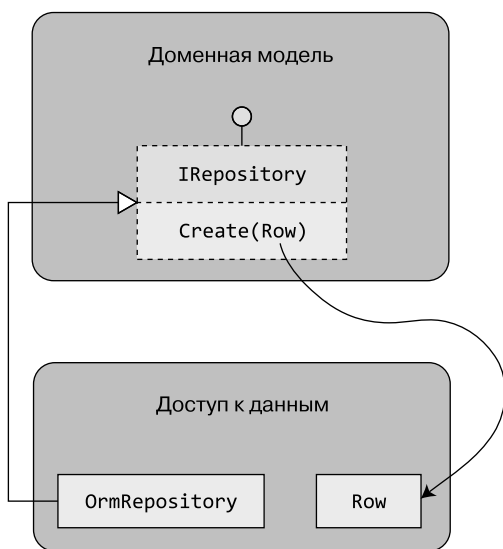 Доменная модель
IRepository
Create(Row)
Доступ к данным
OrmRepository
Row